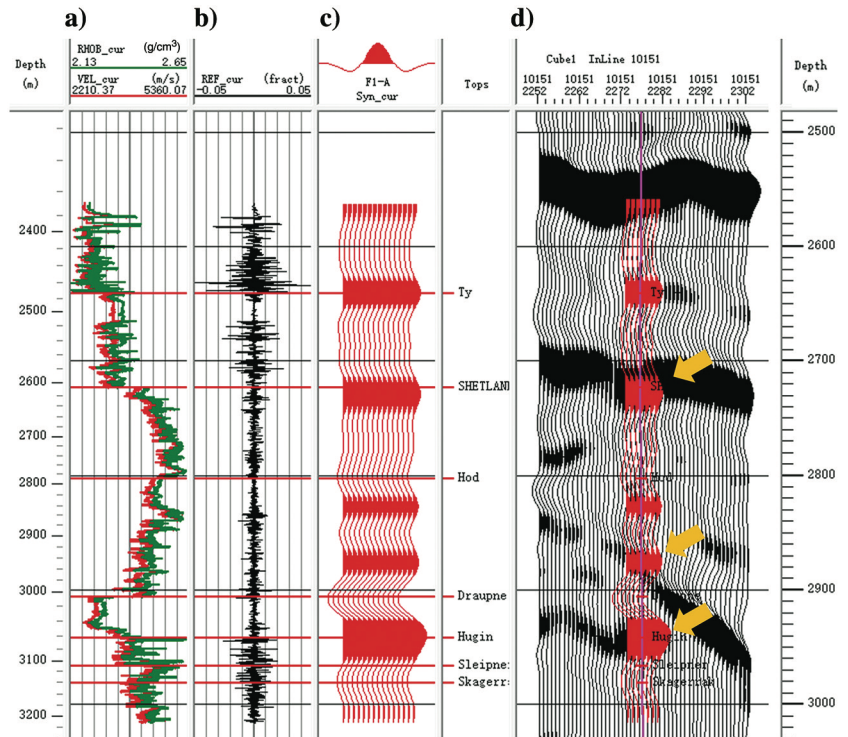 a) b) c) d)
Depth
(m)
RHOB_cur (g/cm³)
2.13 2.65
VEL_cur (m/s)
2210.37 5360.07
REF_cur (fract)
-0.05 0.05
F1-A
Syn_cur
Tops
Cube1 InLine 10151
10151 10151 10151 10151 10151 10151
2252 2262 2272 2282 2292 2302
Depth
(m)
2400
2500
2600
2700
2800
2900
3000
3100
3200
Ty
SHETLAN
Hod
Draupne
Hugin
Sleipne
Skagerr
Ty
SH
Hod
Hugin
Sleipner
Skagerrak
2500
2600
2700
2800
2900
3000